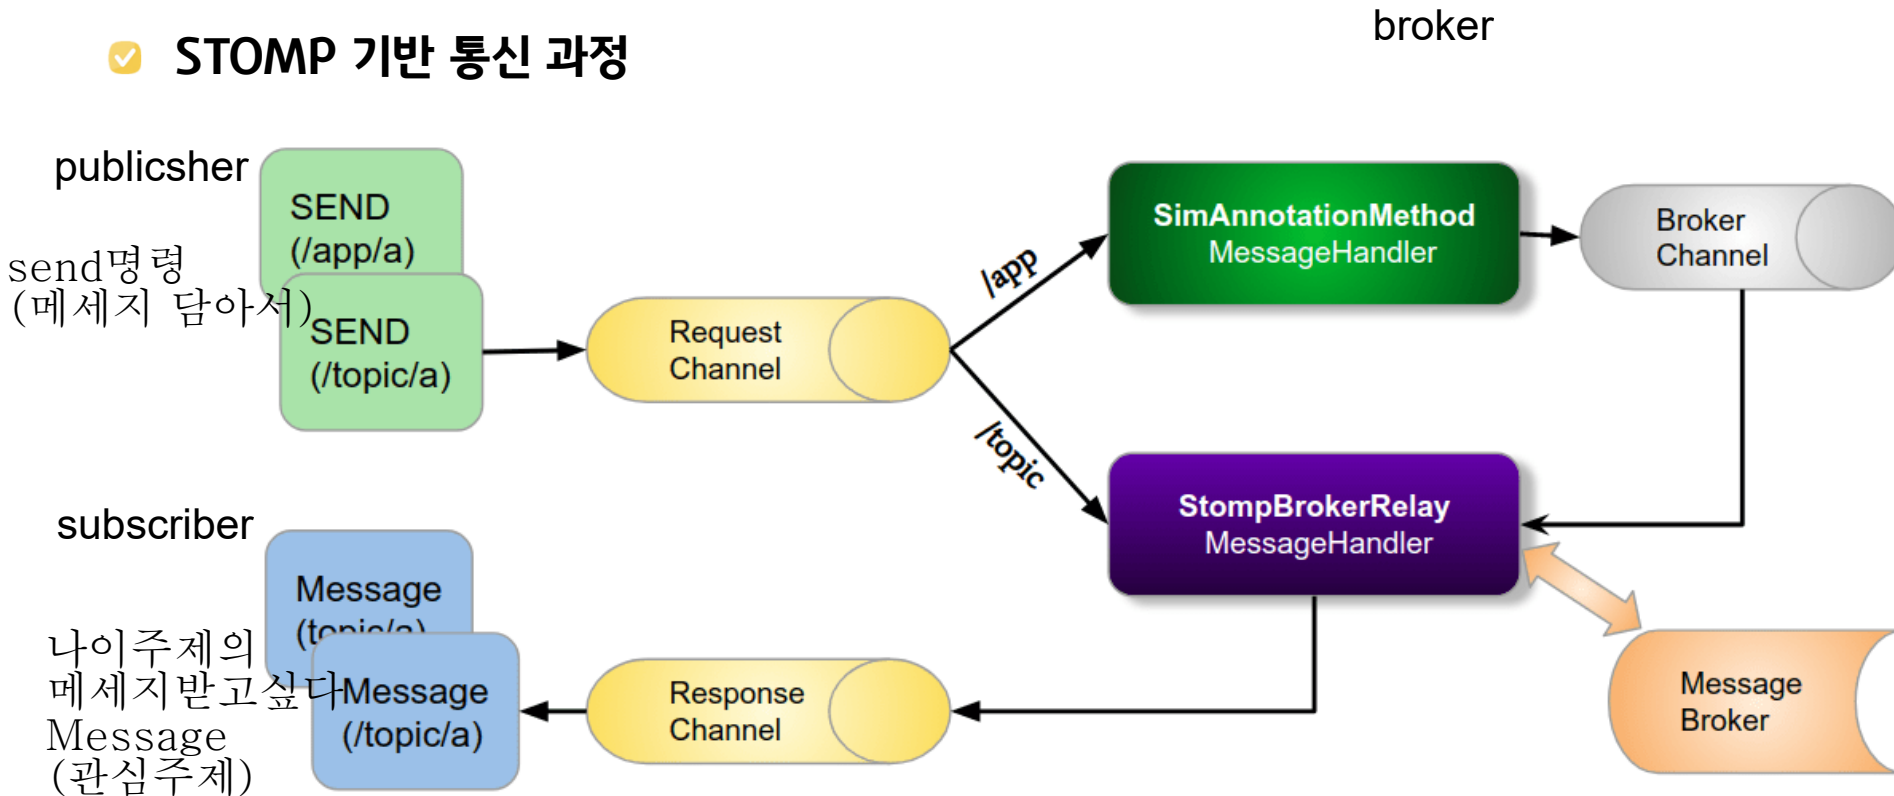 broker
STOMP 기반 통신 과정
publicsher
SEND
(/app/a)
send명령
(메세지 담아서)
SEND
(/topic/a)
Request
Channel
/app
/topic
SimAnnotationMethod
MessageHandler
Broker
Channel
StompBrokerRelay
MessageHandler
subscriber
Message
(topic/a)
나이주제의
메세지받고싶다
Message
(관심주제)
Message
(/topic/a)
Response
Channel
Message
Broker